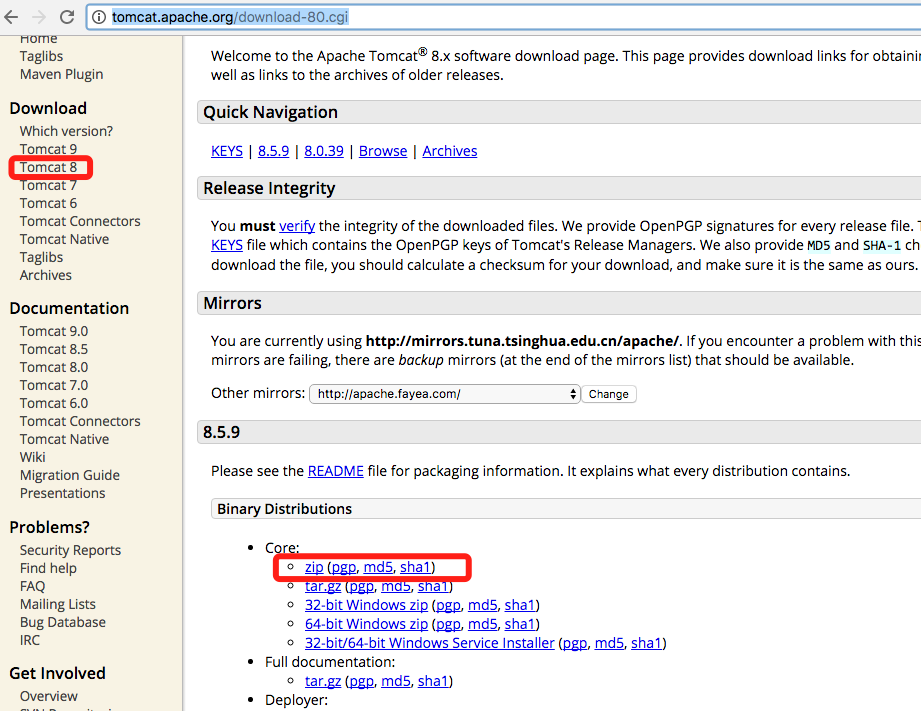 tomcat.apache.org/download-80.cgi
Home
Taglibs
Maven Plugin
Download
Which version?
Tomcat 9
Tomcat 8
Tomcat 7
Tomcat 6
Tomcat Connectors
Tomcat Native
Taglibs
Archives
Documentation
Tomcat 9.0
Tomcat 8.5
Tomcat 8.0
Tomcat 7.0
Tomcat 6.0
Tomcat Connectors
Tomcat Native
Wiki
Migration Guide
Presentations
Problems?
Security Reports
Find help
FAQ
Mailing Lists
Bug Database
IRC
Get Involved
Overview
Welcome to the Apache Tomcat® 8.x software download page. This page provides download links for obtainin
well as links to the archives of older releases.
Quick Navigation
KEYS | 8.5.9 | 8.0.39 | Browse | Archives
Release Integrity
You must verify the integrity of the downloaded files. We provide OpenPGP signatures for every release file. T
KEYS file which contains the OpenPGP keys of Tomcat's Release Managers. We also provide MD5 and SHA-1 ch
download the file, you should calculate a checksum for your download, and make sure it is the same as ours.
Mirrors
You are currently using http://mirrors.tuna.tsinghua.edu.cn/apache/. If you encounter a problem with this
mirrors are failing, there are backup mirrors (at the end of the mirrors list) that should be available.
Other mirrors: http://apache.fayea.com/ Change
8.5.9
Please see the README file for packaging information. It explains what every distribution contains.
Binary Distributions
Core:
zip (pgp, md5, sha1)
tar.gz (pgp, md5, sha1)
32-bit Windows zip (pgp, md5, sha1)
64-bit Windows zip (pgp, md5, sha1)
32-bit/64-bit Windows Service Installer (pgp, md5, sha1)
Full documentation:
tar.gz (pgp, md5, sha1)
Deployer: